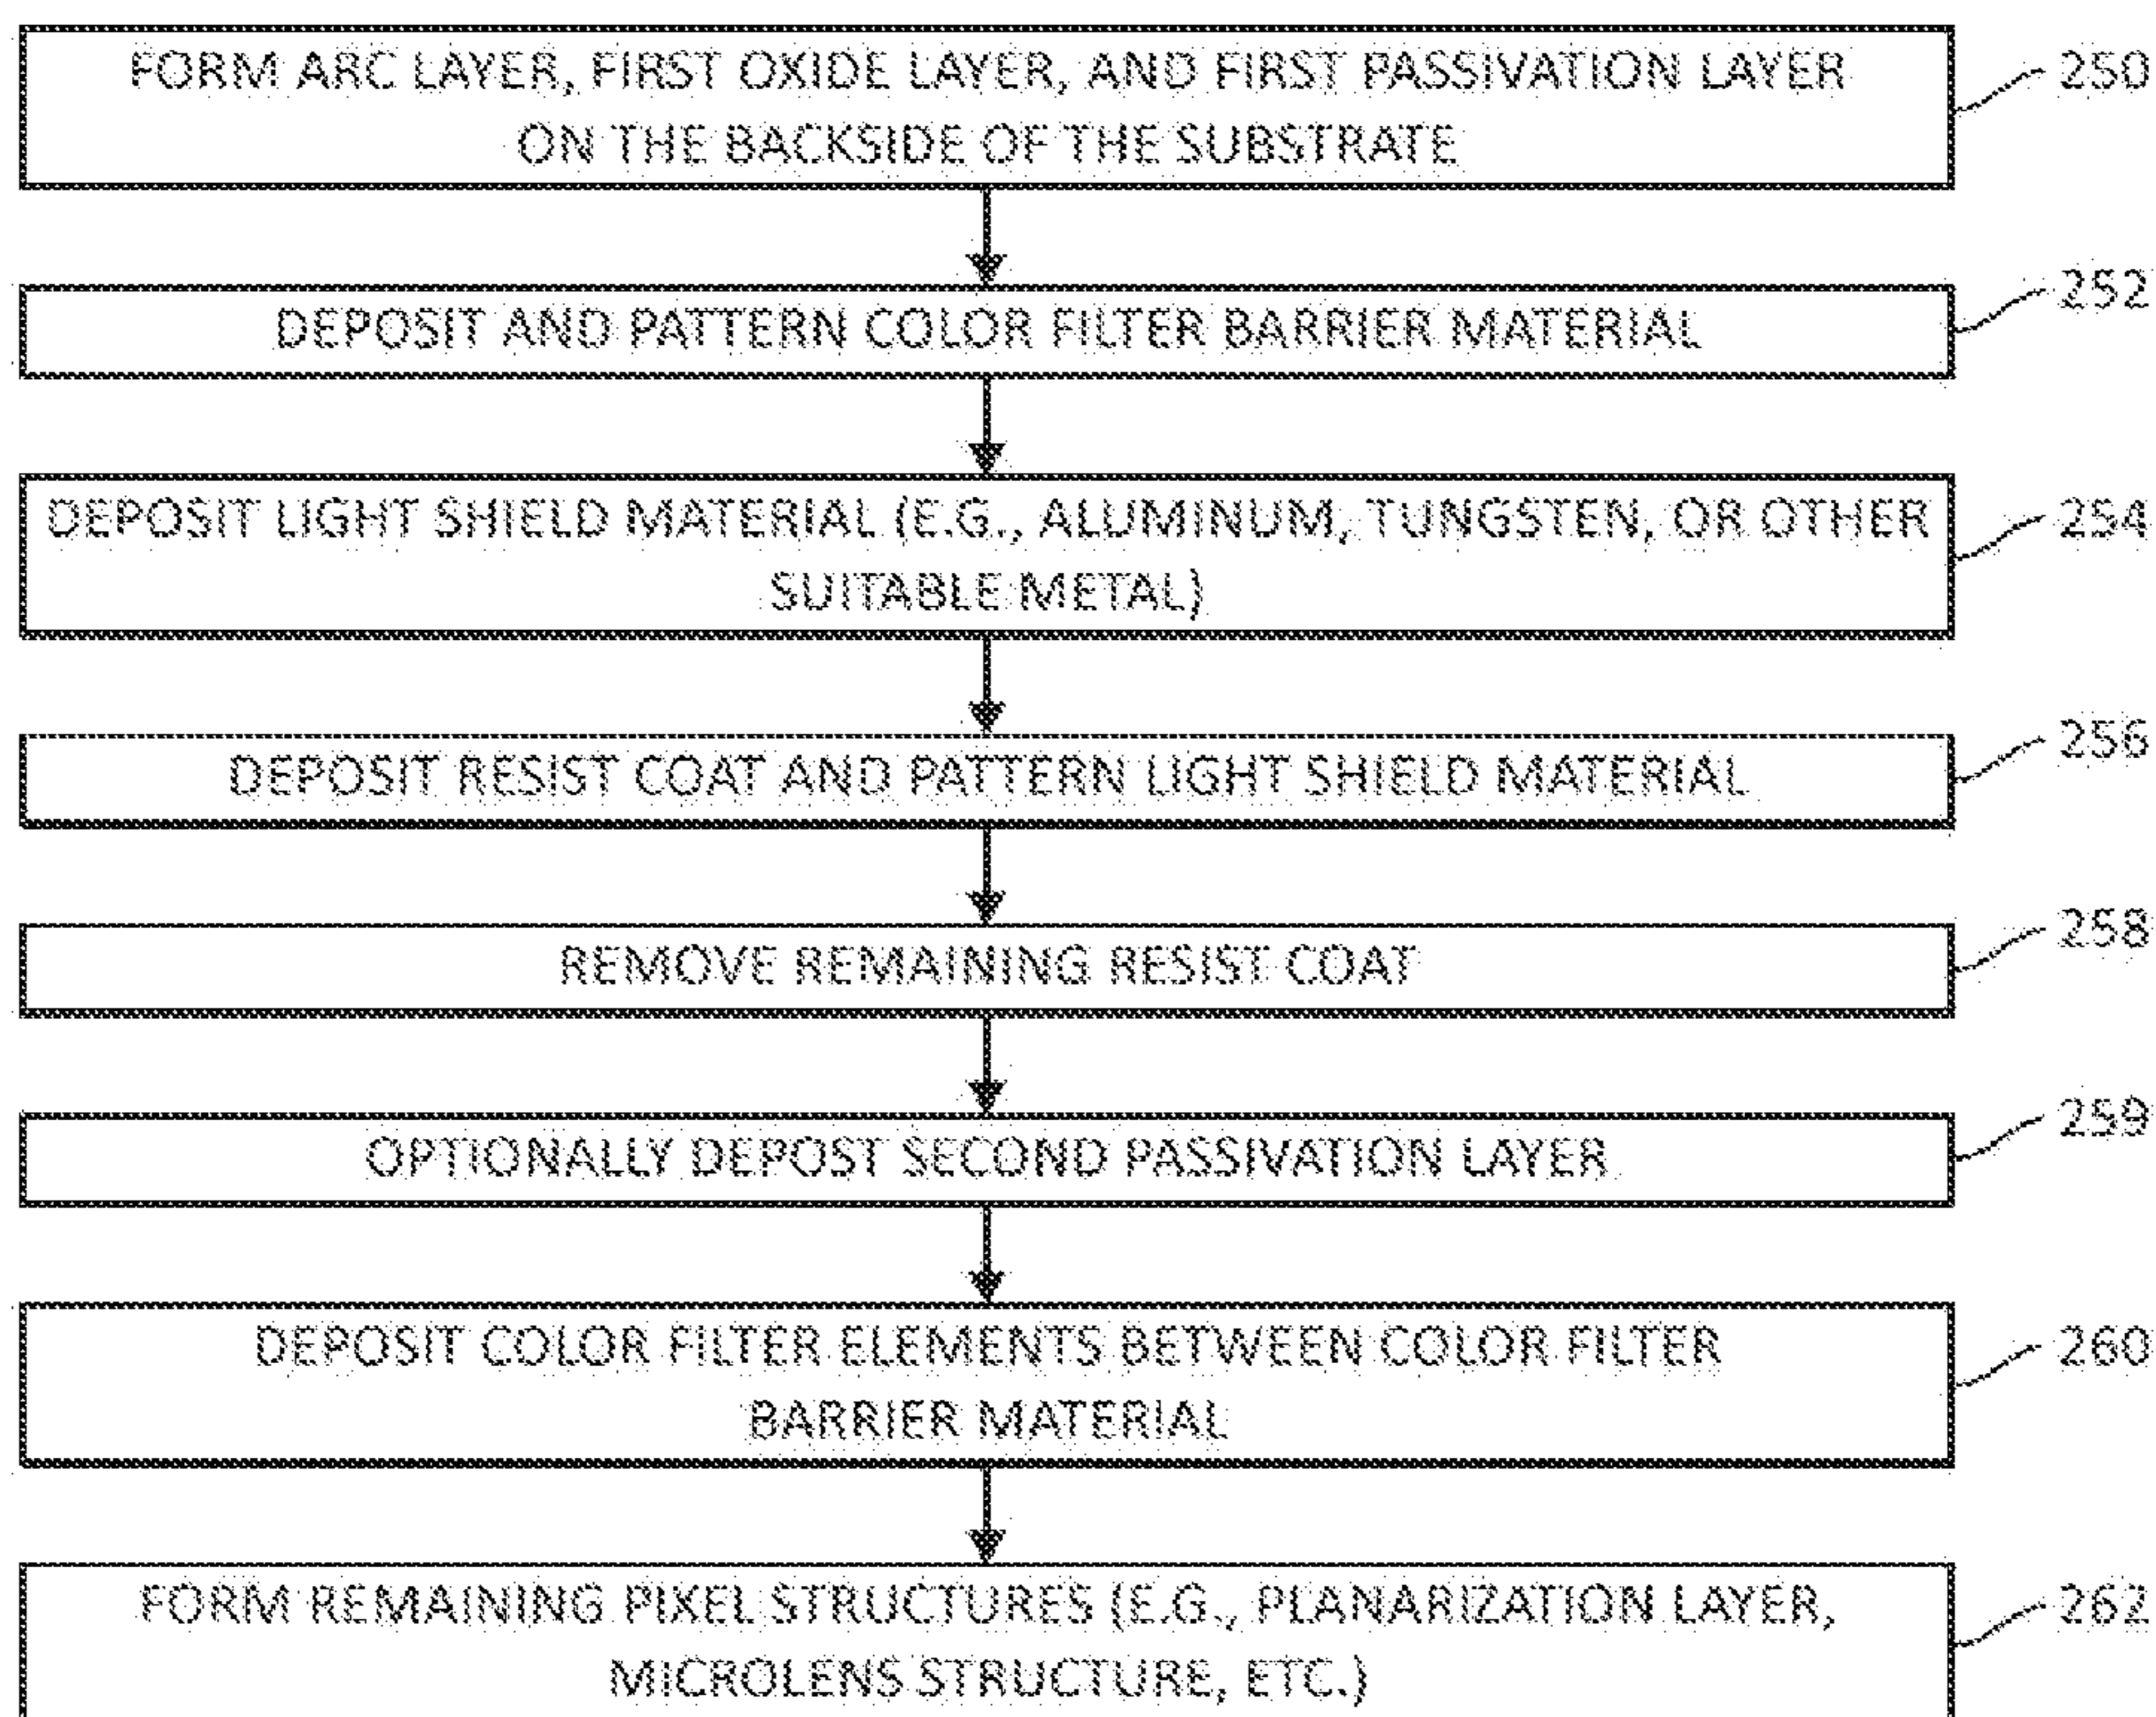 FORM ARC LAYER, FIRST OXIDE LAYER, AND FIRST PASSIVATION LAYER
ON THE BACKSIDE OF THE SUBSTRATE
250
DEPOSIT AND PATTERN COLOR FILTER BARRIER MATERIAL
252
DEPOSIT LIGHT SHIELD MATERIAL (E.G., ALUMINUM, TUNGSTEN, OR OTHER
SUITABLE METAL)
254
DEPOSIT RESIST COAT AND PATTERN LIGHT SHIELD MATERIAL
256
REMOVE REMAINING RESIST COAT
258
OPTIONALLY DEPOST SECOND PASSIVATION LAYER
259
DEPOSIT COLOR FILTER ELEMENTS BETWEEN COLOR FILTER
BARRIER MATERIAL
260
FORM REMAINING PIXEL STRUCTURES (E.G., PLANARIZATION LAYER,
MICROLENS STRUCTURE, ETC.)
262